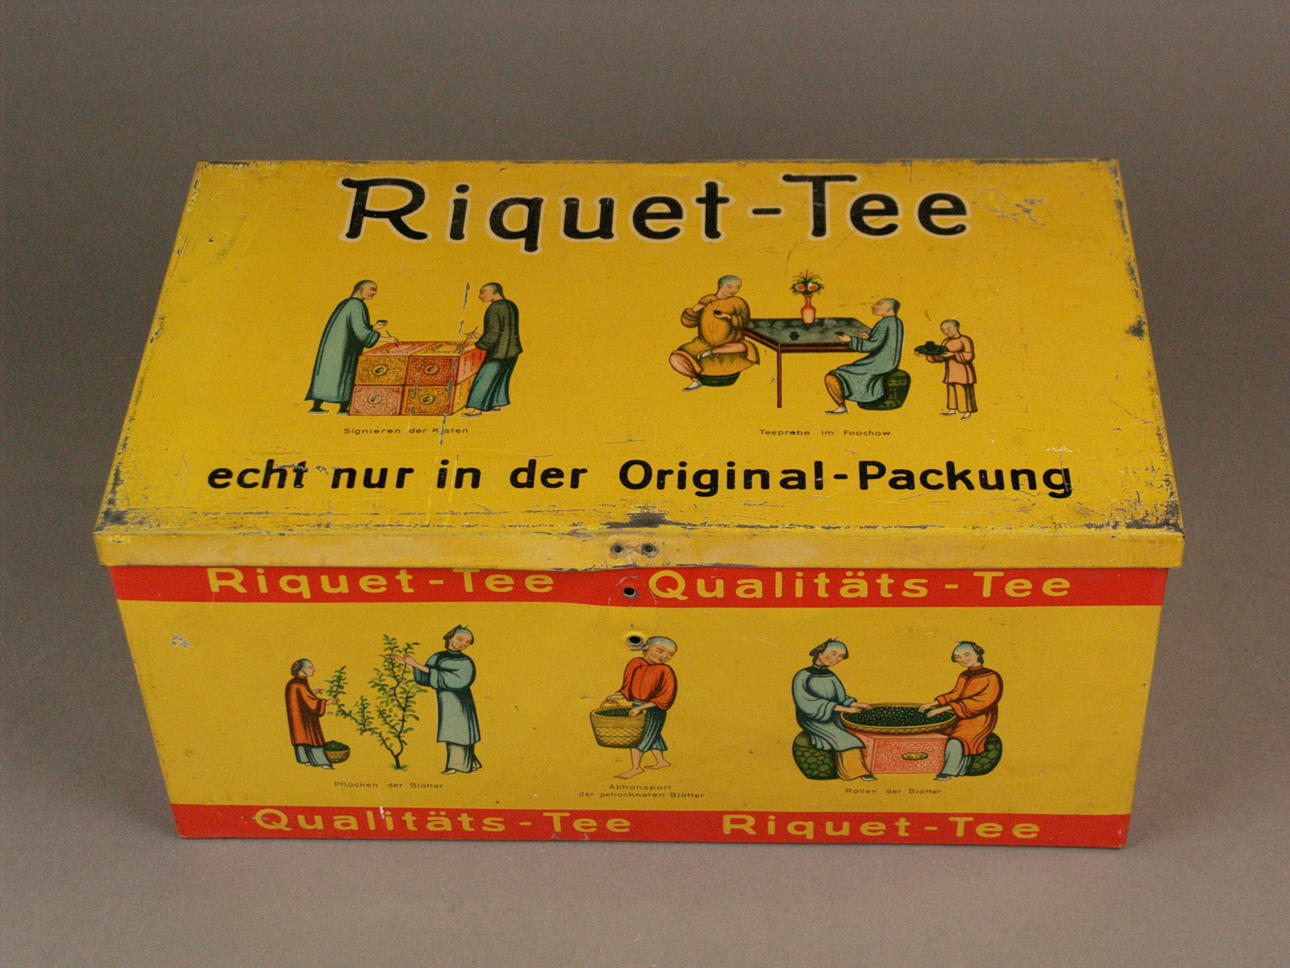 Riquet-Tee
Signieren der Kisten
Teeprobe im Foochow
echt nur in der Original-Packung
Riquet-Tee Qualitäts-Tee
Pflücken der Blätter
Abtransport
der getrockneten Blätter
Rollen der Blätter
Qualitäts-Tee Riquet-Tee